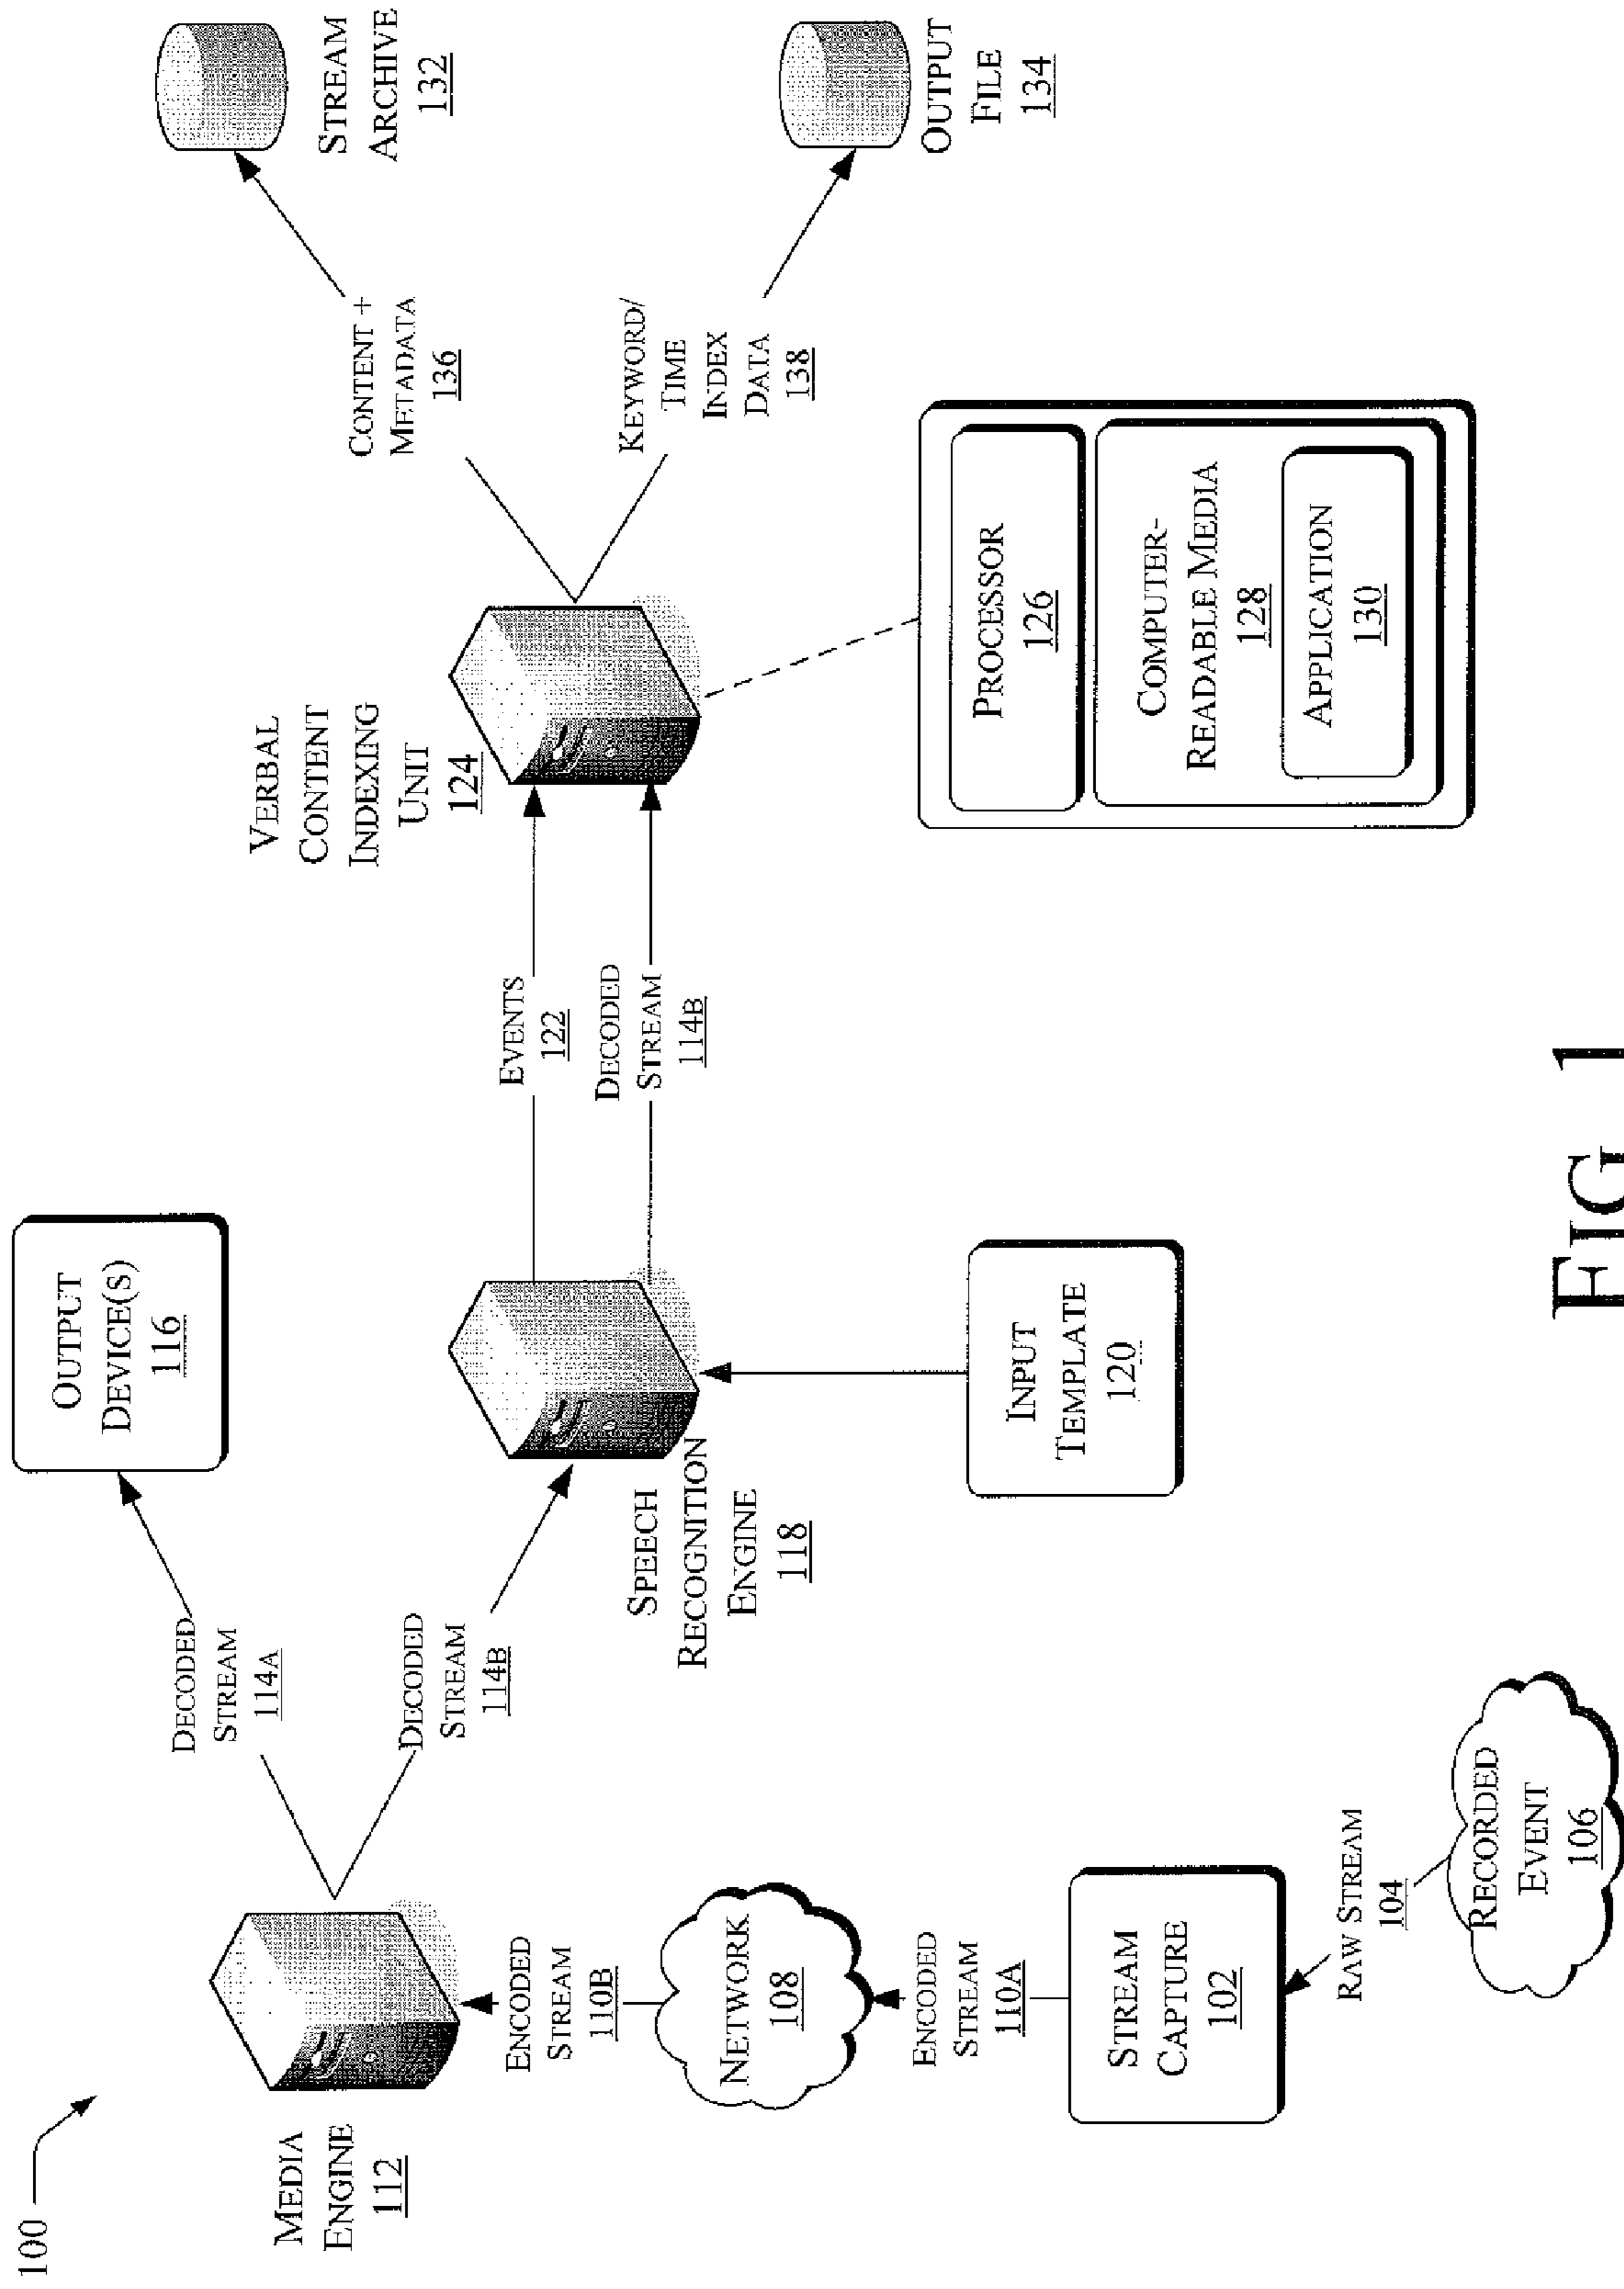 100
MEDIA
ENGINE
112
ENCODED
STREAM
110B
NETWORK
108
ENCODED
STREAM
110A
STREAM
CAPTURE
102
RAW STREAM
104
RECORDED
EVENT
106
DECODED
STREAM
114A
DECODED
STREAM
114B
OUTPUT
DEVICE(S)
116
SPEECH
RECOGNITION
ENGINE
118
INPUT
TEMPLATE
120
EVENTS
122
DECODED
STREAM
114B
VERBAL
CONTENT
INDEXING
UNIT
124
PROCESSOR
126
COMPUTER-
READABLE MEDIA
128
APPLICATION
130
CONTENT +
METADATA
136
KEYWORD/
TIME
INDEX
DATA
138
STREAM
ARCHIVE
132
OUTPUT
FILE
134
FIG 1